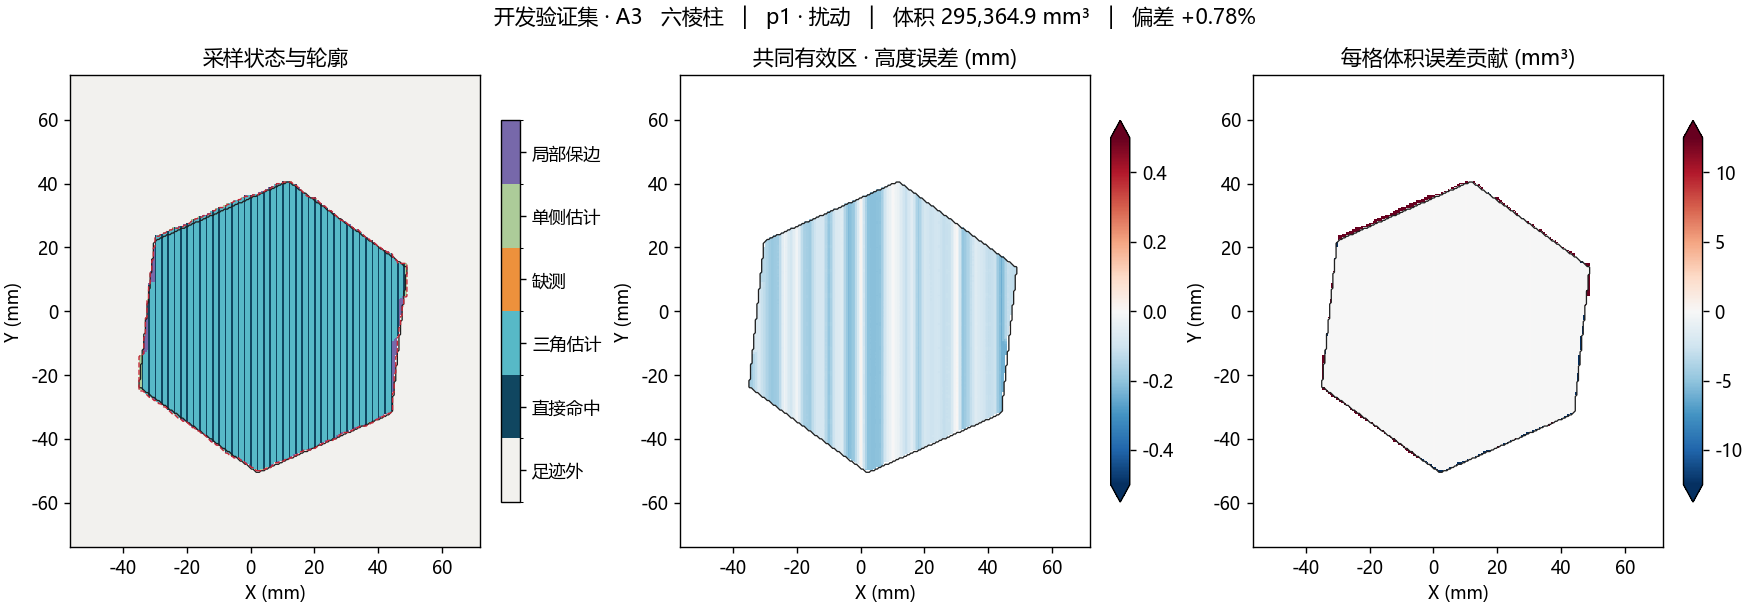 开发验证集 · A3 六棱柱 | p1 · 扰动 | 体积 295,364.9 mm³ | 偏差 +0.78%
采样状态与轮廓
60
40
20
0
-20
-40
-60
-40 -20 0 20 40 60
X (mm)
Y (mm)
局部保边
单侧估计
缺测
三角估计
直接命中
足迹外
共同有效区 · 高度误差 (mm)
60
40
20
0
-20
-40
-60
-40 -20 0 20 40 60
X (mm)
Y (mm)
0.4
0.2
0.0
-0.2
-0.4
每格体积误差贡献 (mm³)
60
40
20
0
-20
-40
-60
-40 -20 0 20 40 60
X (mm)
Y (mm)
10
5
0
-5
-10